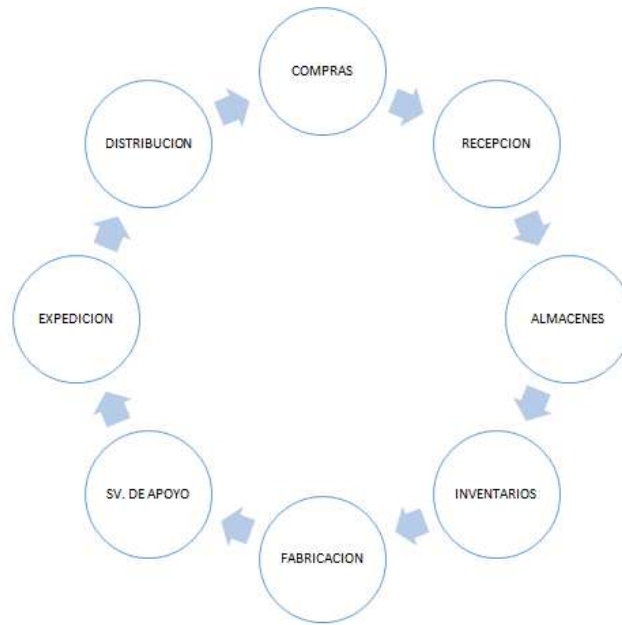 COMPRAS
RECEPCION
ALMACENES
INVENTARIOS
FABRICACION
SV. DE APOYO
EXPEDICION
DISTRIBUCION